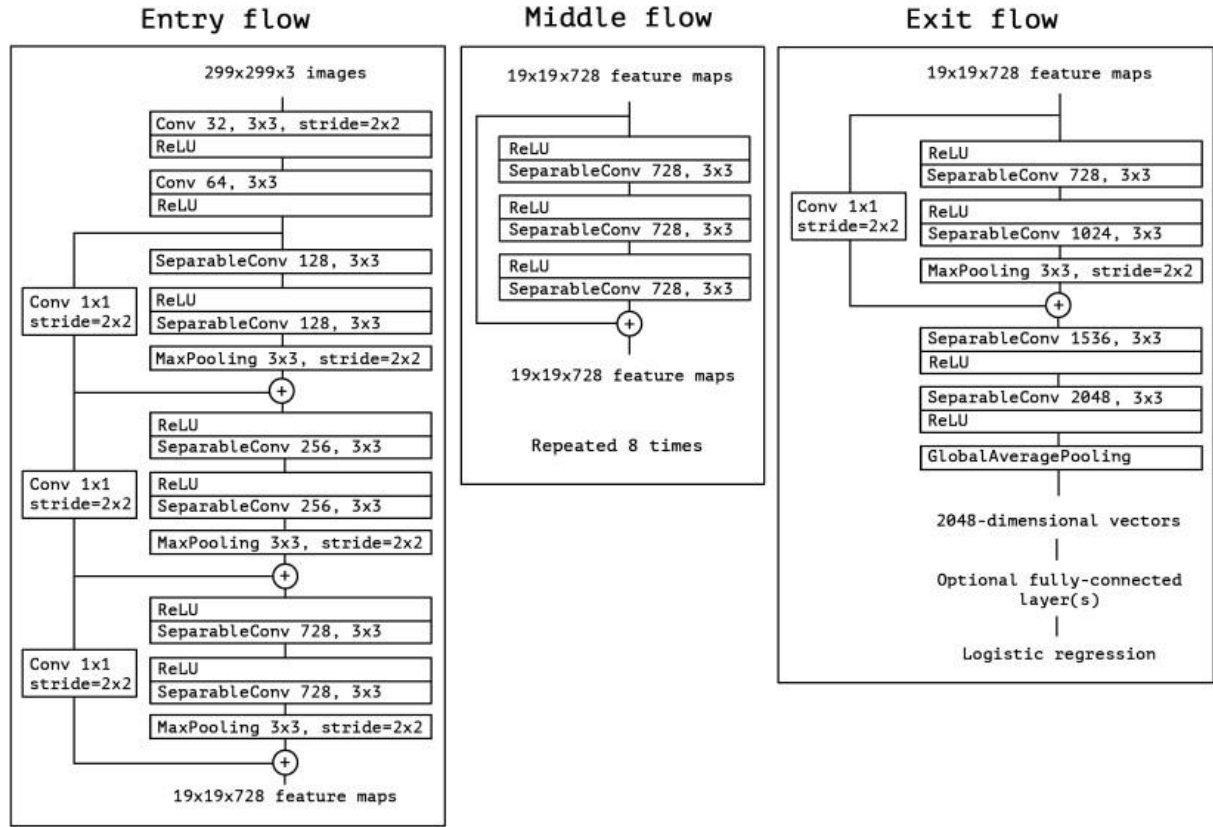 Entry flow
299x299x3 images
Conv 32, 3x3, stride=2x2
ReLU
Conv 64, 3x3
ReLU
SeparableConv 128, 3x3
Conv 1x1
stride=2x2
ReLU
SeparableConv 128, 3x3
MaxPooling 3x3, stride=2x2
+
ReLU
SeparableConv 256, 3x3
Conv 1x1
stride=2x2
ReLU
SeparableConv 256, 3x3
MaxPooling 3x3, stride=2x2
+
ReLU
SeparableConv 728, 3x3
Conv 1x1
stride=2x2
ReLU
SeparableConv 728, 3x3
MaxPooling 3x3, stride=2x2
+
19x19x728 feature maps
Middle flow
19x19x728 feature maps
ReLU
SeparableConv 728, 3x3
ReLU
SeparableConv 728, 3x3
ReLU
SeparableConv 728, 3x3
+
19x19x728 feature maps
Repeated 8 times
Exit flow
19x19x728 feature maps
ReLU
SeparableConv 728, 3x3
Conv 1x1
stride=2x2
ReLU
SeparableConv 1024, 3x3
MaxPooling 3x3, stride=2x2
+
SeparableConv 1536, 3x3
ReLU
SeparableConv 2048, 3x3
ReLU
GlobalAveragePooling
2048-dimensional vectors
Optional fully-connected
layer(s)
Logistic regression